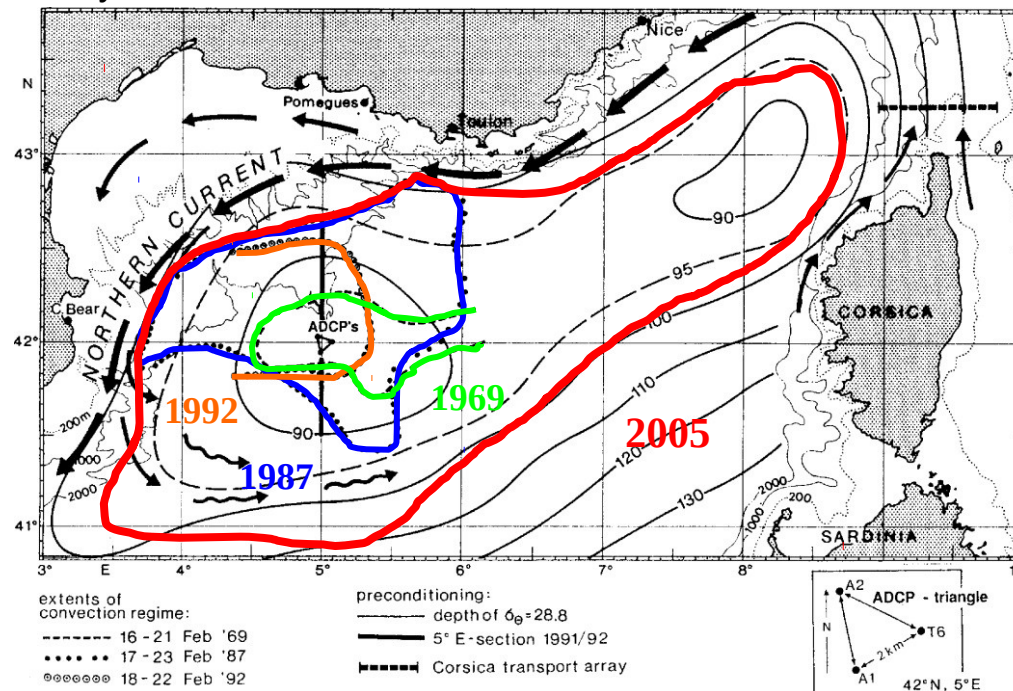 Nice
N
Pomegues
Toulon
43°
NORTHERN CURRENT
90
95
C. Bear
ADCP's
100
CORSICA
42°
110
1992
1969
200m
90
120
2005
1987
1000
2000
130
2000
200
1000
41°
SARDINIA
3° E 4° 5° 6° 7° 8° 9° 1
extents of
convection regime:
16 - 21 Feb '69
17 - 23 Feb '87
18 - 22 Feb '92
preconditioning:
depth of σθ=28.8
5° E-section 1991/92
Corsica transport array
A2
ADCP - triangle
N
T6
2km
A1
42°N, 5°E